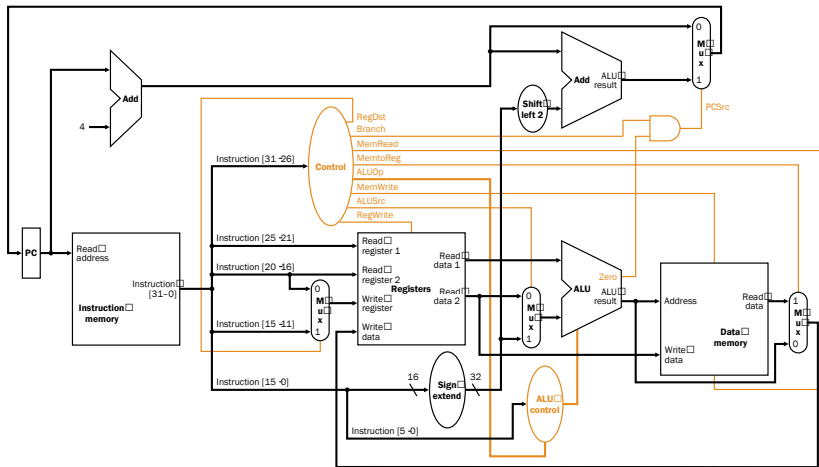 0
M
u
x
1
Add
ALU
result
Add
4
Shift
left 2
PCSrc
RegDst
Branch
MemRead
MemtoReg
ALUOp
MemWrite
ALUSrc
RegWrite
Control
Instruction [31–26]
Instruction [25–21]
Instruction [20–16]
Instruction [15–11]
Instruction [15–0]
Instruction [5–0]
PC
Read
address
Instruction
[31–0]
Instruction
memory
0
M
u
x
1
Read
register 1
Read
register 2
Write
register
Write
data
Registers
Read
data 1
Read
data 2
0
M
u
x
1
Zero
ALU
ALU
result
Address
Read
data
Data
memory
Write
data
1
M
u
x
0
16
Sign
extend
32
ALU
control